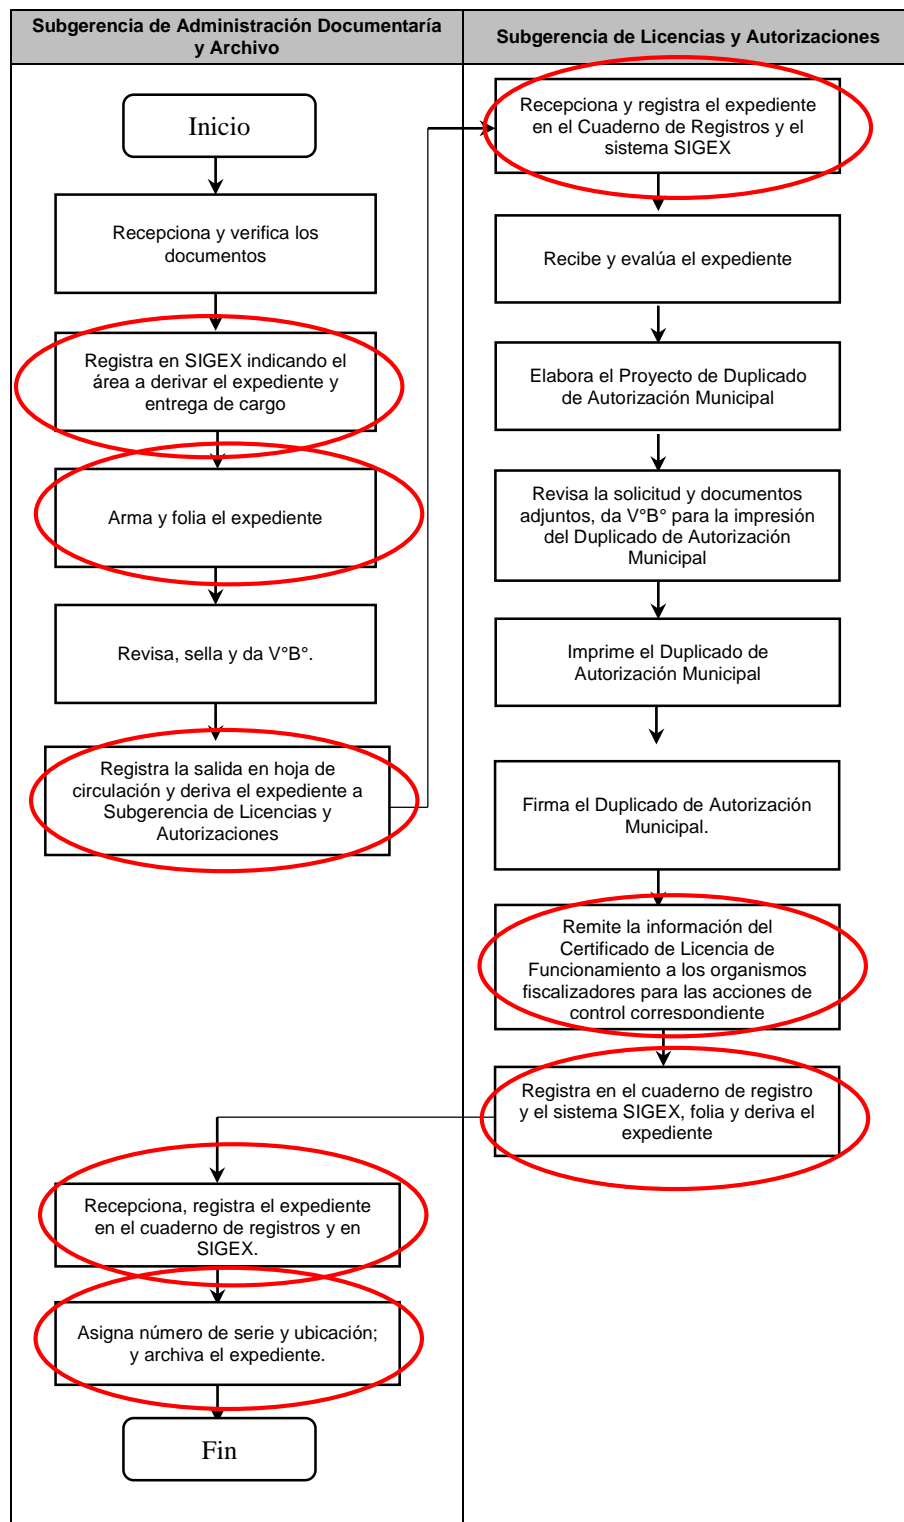 Subgerencia de Administración Documentaría
y Archivo
Subgerencia de Licencias y Autorizaciones
Inicio
Recepciona y verifica los
documentos
Registra en SIGEX indicando el
área a derivar el expediente y
entrega de cargo
Arma y folia el expediente
Revisa, sella y da V°B°.
Registra la salida en hoja de
circulación y deriva el expediente a
Subgerencia de Licencias y
Autorizaciones
Recepciona y registra el expediente
en el Cuaderno de Registros y el
sistema SIGEX
Recibe y evalúa el expediente
Elabora el Proyecto de Duplicado
de Autorización Municipal
Revisa la solicitud y documentos
adjuntos, da V°B° para la impresión
del Duplicado de Autorización
Municipal
Imprime el Duplicado de
Autorización Municipal
Firma el Duplicado de Autorización
Municipal.
Remite la información del
Certificado de Licencia de
Funcionamiento a los organismos
fiscalizadores para las acciones de
control correspondiente
Registra en el cuaderno de registro
y el sistema SIGEX, folia y deriva el
expediente
Recepciona, registra el expediente
en el cuaderno de registros y en
SIGEX.
Asigna número de serie y ubicación;
y archiva el expediente.
Fin